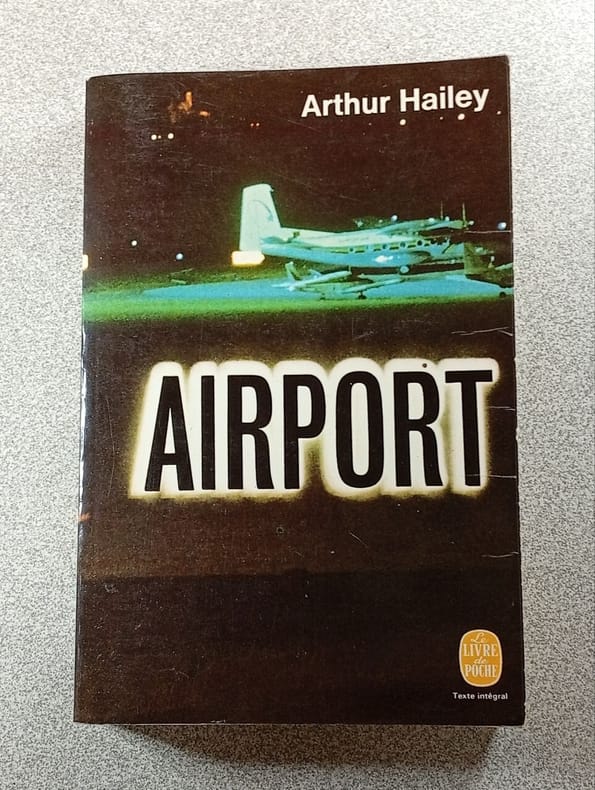 Arthur Hailey
AIRPORT
Le
LIVRE
de
POCHE
Texte intégral